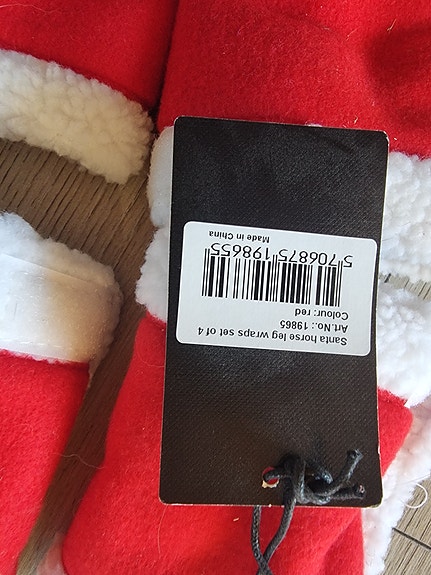 Santa horse leg wraps set of 4
Art.No.: 19865
Colour: red
5 706875 198655
Made in China